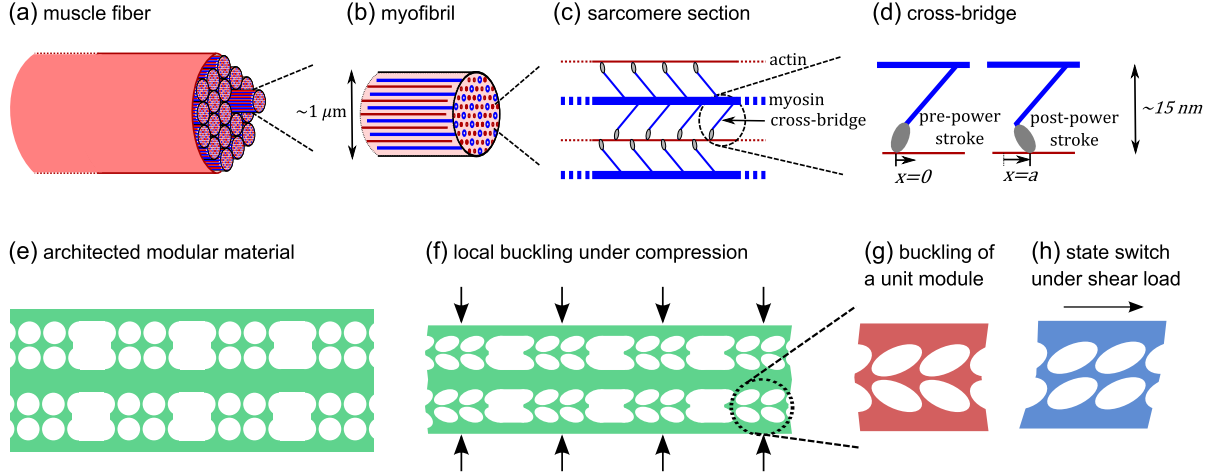 (a) muscle fiber
(b) myofibril
(c) sarcomere section
(d) cross-bridge
~1 μm
actin
myosin
cross-bridge
pre-power
stroke
post-power
stroke
~15 nm
x=0
x=a
(e) architected modular material
(f) local buckling under compression
(g) buckling of
a unit module
(h) state switch
under shear load